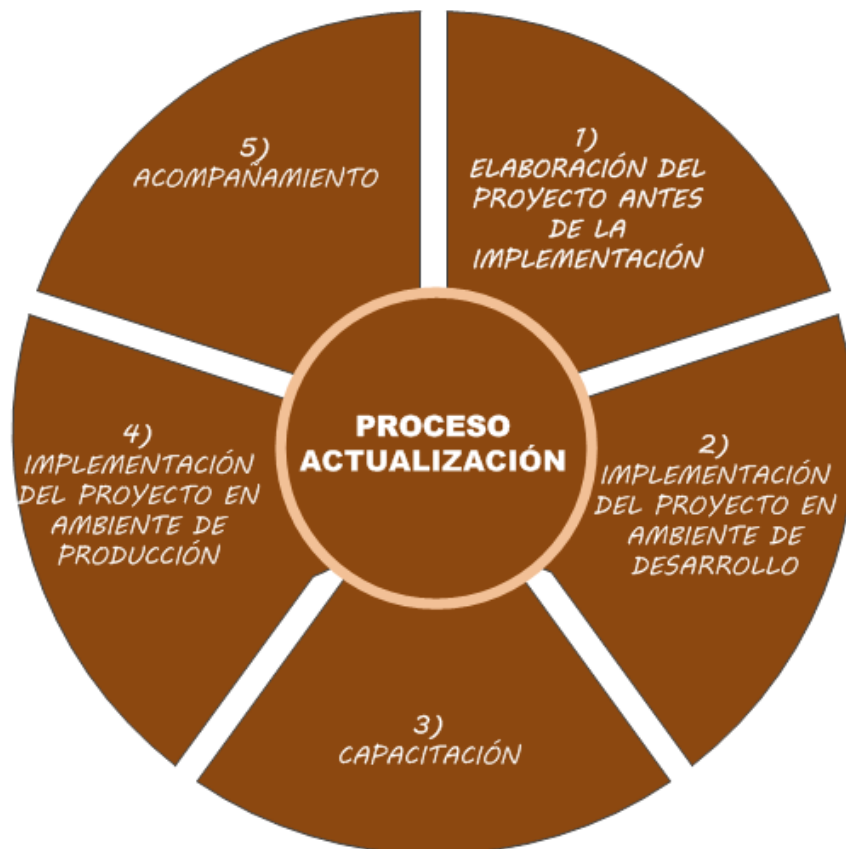 1)
ELABORACIÓN DEL
PROYECTO ANTES
DE LA
IMPLEMENTACIÓN
2)
IMPLEMENTACIÓN
DEL PROYECTO EN
AMBIENTE DE
DESARROLLO
3)
CAPACITACIÓN
4)
IMPLEMENTACIÓN
DEL PROYECTO EN
AMBIENTE DE
PRODUCCIÓN
5)
ACOMPAÑAMIENTO
PROCESO
ACTUALIZACIÓN